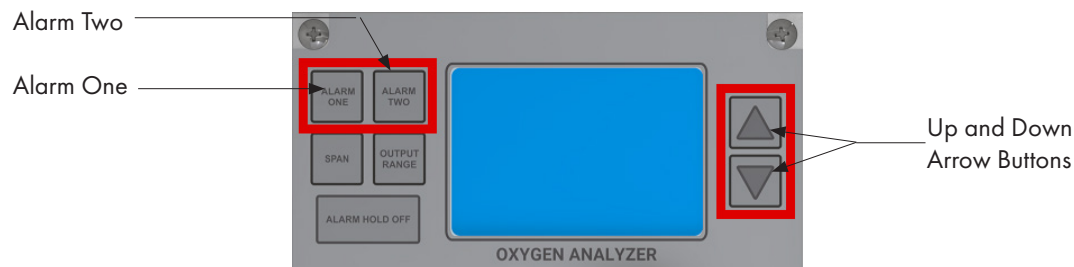 Alarm Two
Alarm One
ALARM
ONE
ALARM
TWO
SPAN
OUTPUT
RANGE
ALARM HOLD OFF
OXYGEN ANALYZER
Up and Down
Arrow Buttons